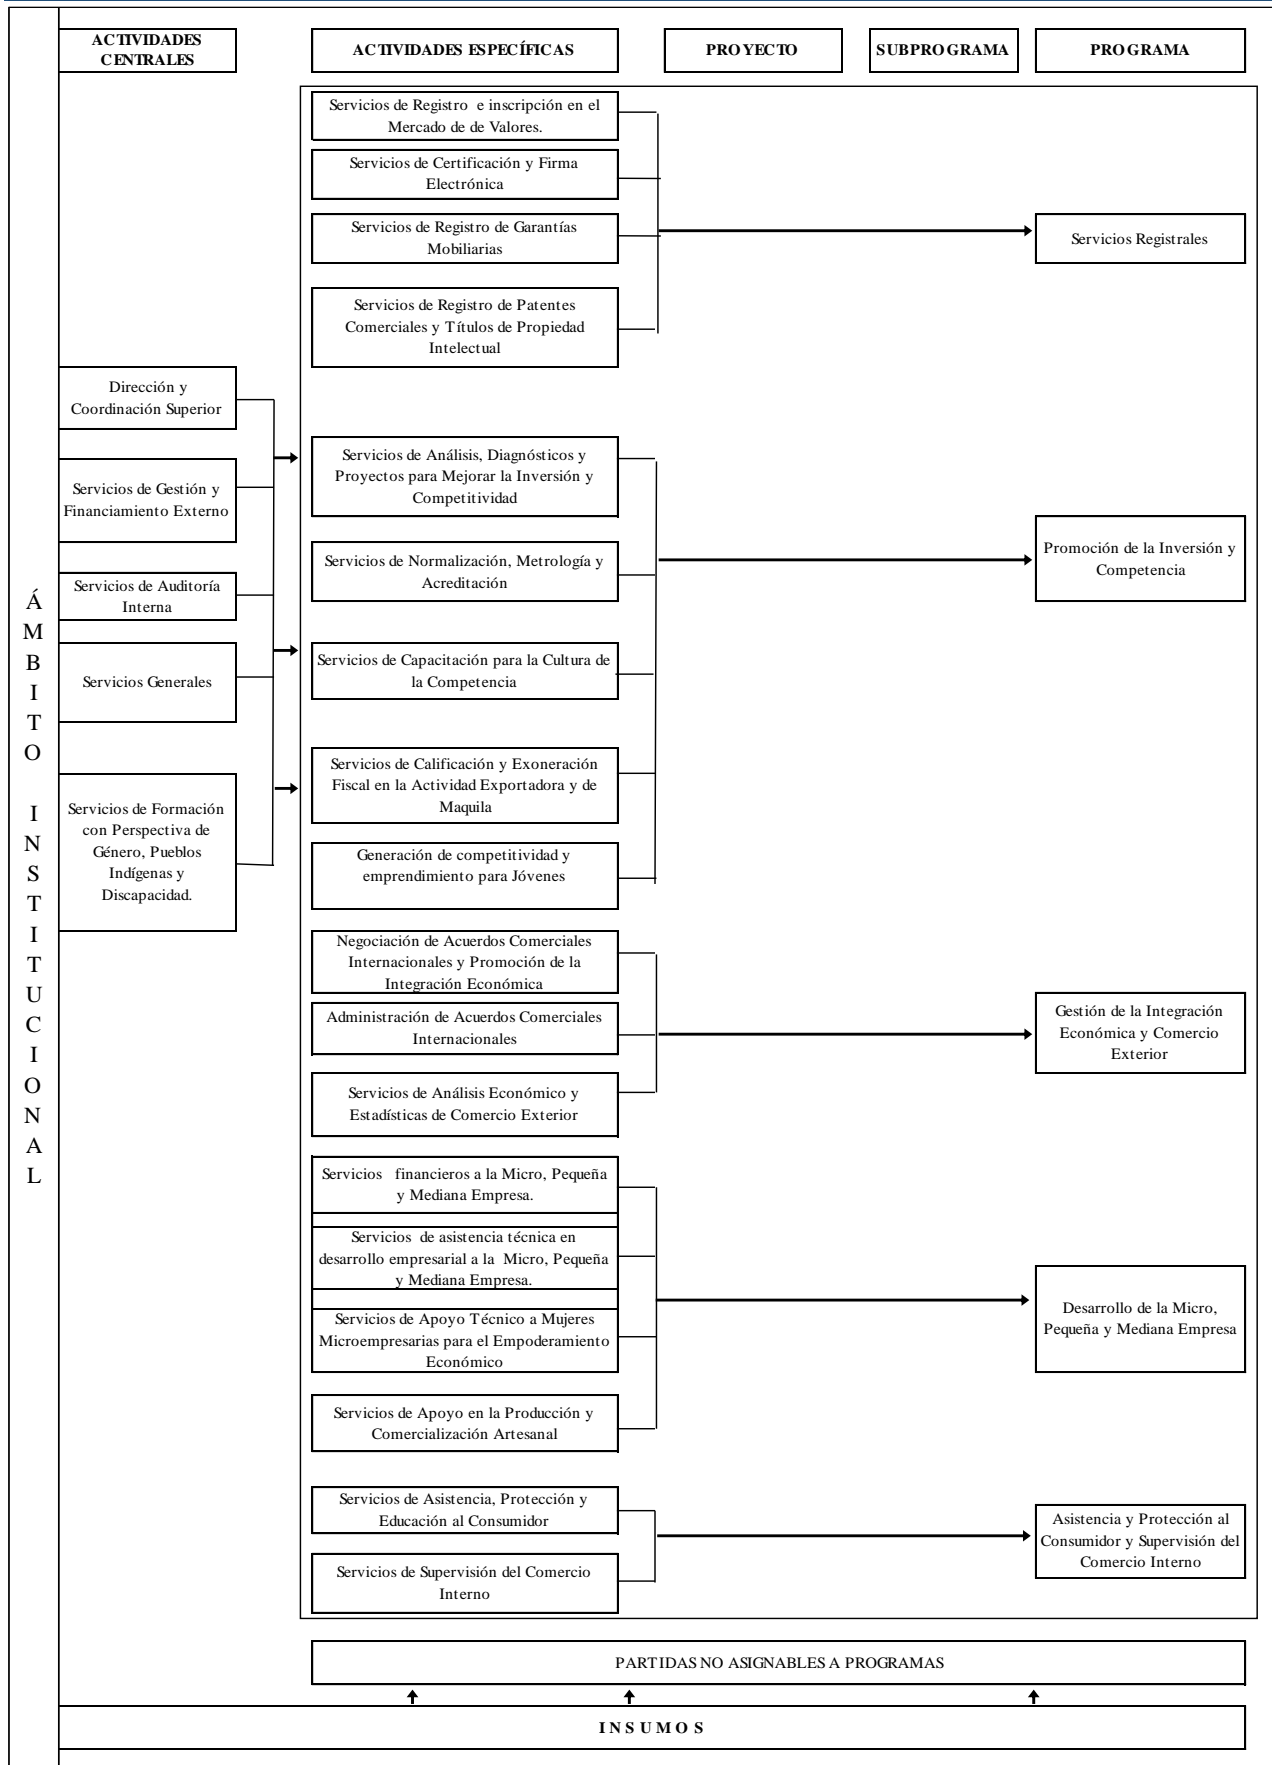 ACTIVIDADES
CENTRALES
ACTIVIDADES ESPECÍFICAS
PROYECTO
SUBPROGRAMA
PROGRAMA
ÁMBITO INSTITUCIONAL
Dirección y
Coordinación Superior
Servicios de Gestión y
Financiamiento Externo
Servicios de Auditoría
Interna
Servicios Generales
Servicios de Formación
con Perspectiva de
Género, Pueblos
Indígenas y
Discapacidad.
Servicios de Registro e inscripción en el
Mercado de de Valores.
Servicios de Certificación y Firma
Electrónica
Servicios de Registro de Garantías
Mobiliarias
Servicios de Registro de Patentes
Comerciales y Títulos de Propiedad
Intelectual
Servicios Registrales
Servicios de Análisis, Diagnósticos y
Proyectos para Mejorar la Inversión y
Competitividad
Servicios de Normalización, Metrología y
Acreditación
Servicios de Capacitación para la Cultura de
la Competencia
Servicios de Calificación y Exoneración
Fiscal en la Actividad Exportadora y de
Maquila
Generación de competitividad y
emprendimiento para Jóvenes
Promoción de la Inversión y
Competencia
Negociación de Acuerdos Comerciales
Internacionales y Promoción de la
Integración Económica
Administración de Acuerdos Comerciales
Internacionales
Servicios de Análisis Económico y
Estadísticas de Comercio Exterior
Gestión de la Integración
Económica y Comercio
Exterior
Servicios financieros a la Micro, Pequeña
y Mediana Empresa.
Servicios de asistencia técnica en
desarrollo empresarial a la Micro, Pequeña
y Mediana Empresa.
Servicios de Apoyo Técnico a Mujeres
Microempresarias para el Empoderamiento
Económico
Servicios de Apoyo en la Producción y
Comercialización Artesanal
Desarrollo de la Micro,
Pequeña y Mediana Empresa
Servicios de Asistencia, Protección y
Educación al Consumidor
Servicios de Supervisión del Comercio
Interno
Asistencia y Protección al
Consumidor y Supervisión del
Comercio Interno
PARTIDAS NO ASIGNABLES A PROGRAMAS
INSUMOS